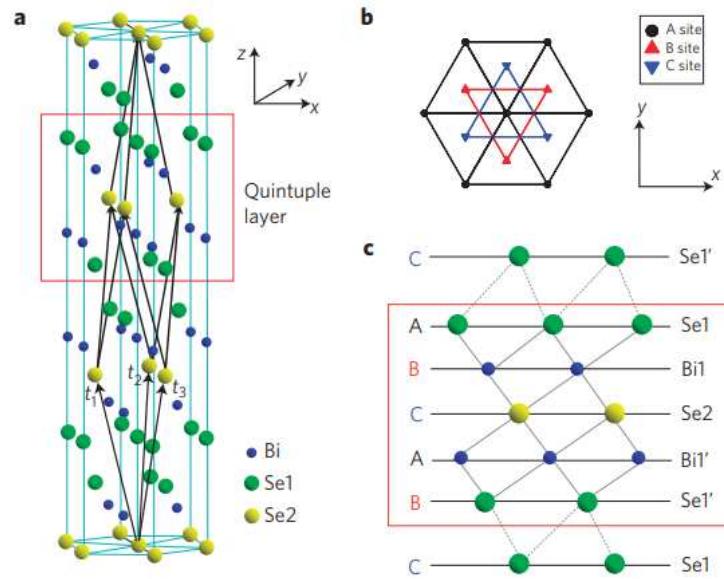 a
z
y
x
Quintuple
layer
t1
t2
t3
Bi
Se1
Se2
b
A site
B site
C site
y
x
c
C Se1'
A Se1
B Bi1
C Se2
A Bi1'
B Se1'
C Se1